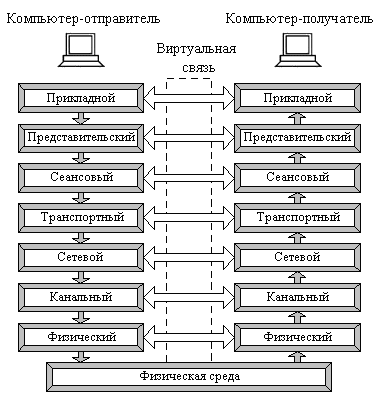 Компьютер-отправитель
Компьютер-получатель
Виртуальная
связь
Прикладной
Прикладной
Представительский
Представительский
Сеансовый
Сеансовый
Транспортный
Транспортный
Сетевой
Сетевой
Канальный
Канальный
Физический
Физический
Физическая среда